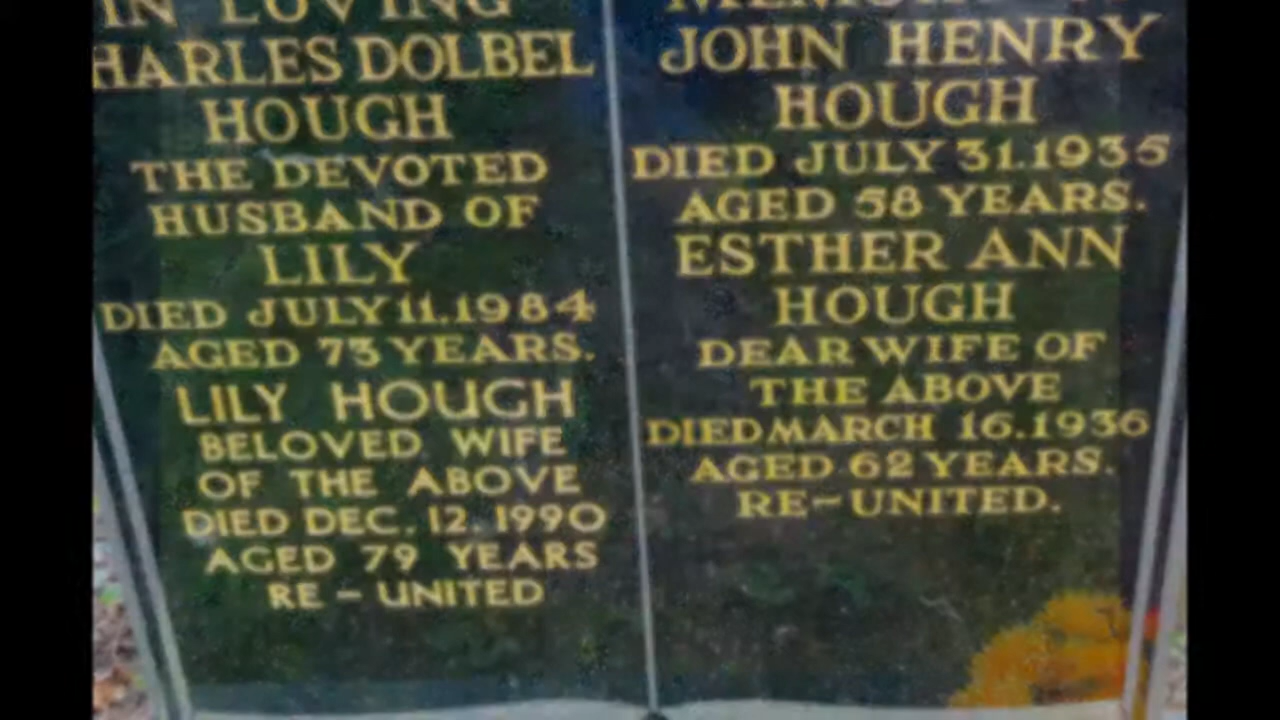 IN LOVING
HARLES DOLBEL
HOUGH
THE DEVOTED
HUSBAND OF
LILY
DIED JULY 11.1984
AGED 73 YEARS.
LILY HOUGH
BELOVED WIFE
OF THE ABOVE
DIED DEC. 12. 1990
AGED 79 YEARS
RE - UNITED
JOHN HENRY
HOUGH
DIED JULY 31.1935
AGED 58 YEARS.
ESTHER ANN
HOUGH
DEAR WIFE OF
THE ABOVE
DIED MARCH 16.1936
AGED 62 YEARS.
RE-UNITED.